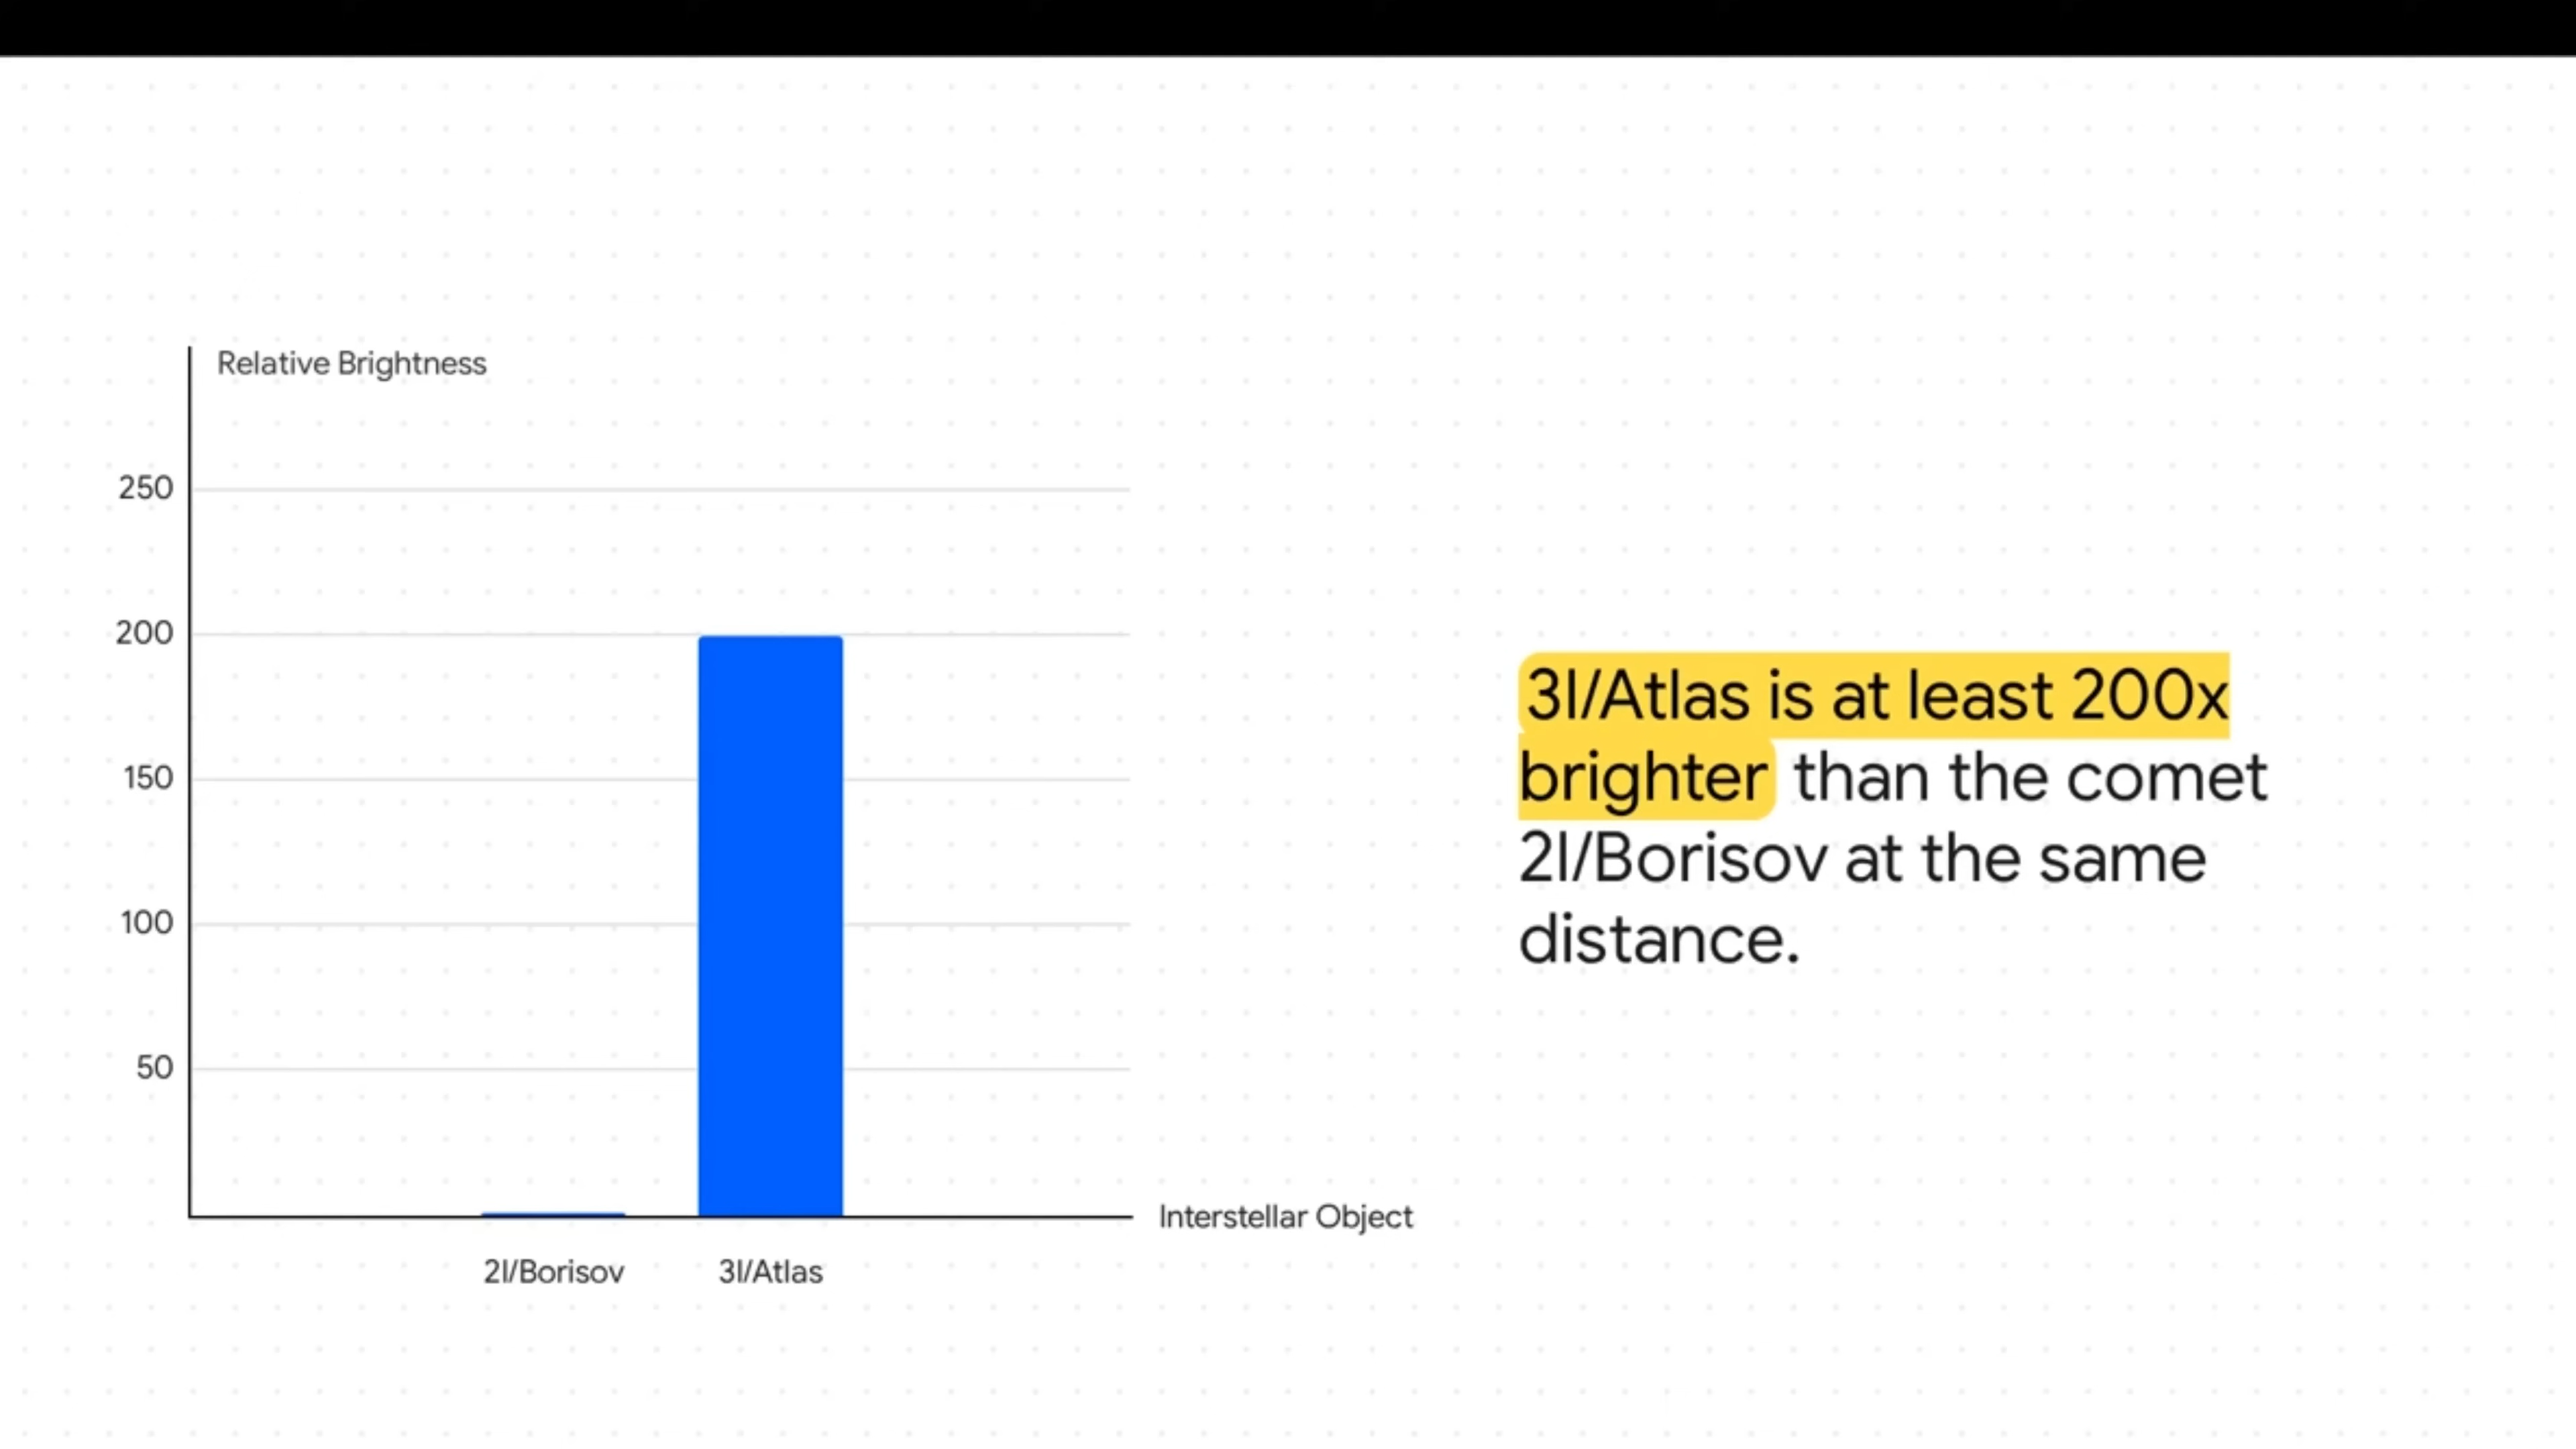 Relative Brightness
250
200
150
100
50
Interstellar Object
2I/Borisov
3I/Atlas
3I/Atlas is at least 200x
brighter than the comet
2I/Borisov at the same
distance.